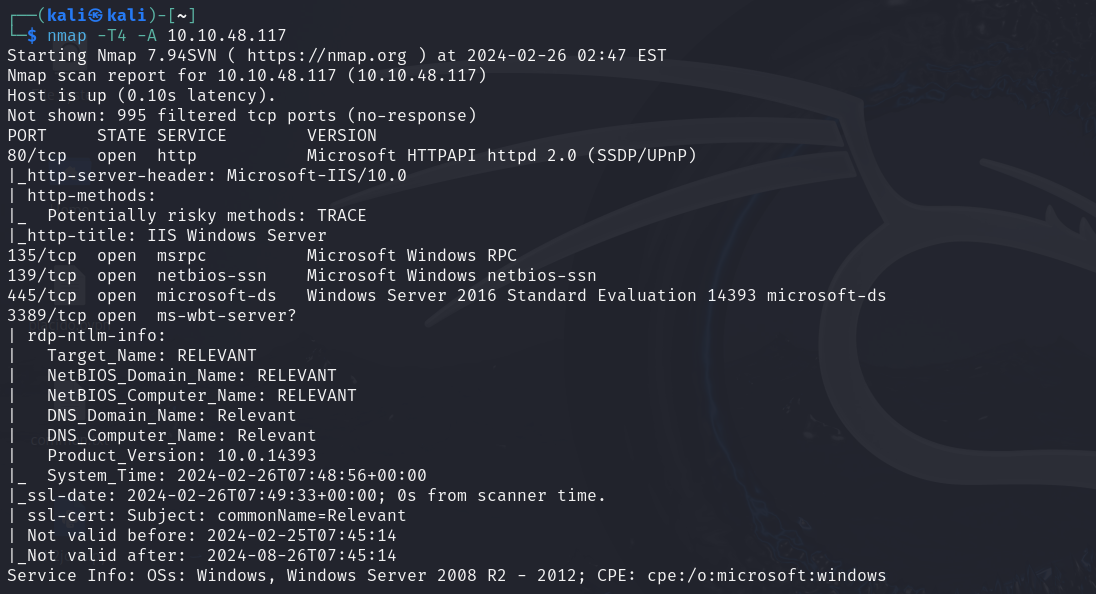 ┌──(kali㉿kali)-[~]
└─$ nmap -T4 -A 10.10.48.117
Starting Nmap 7.94SVN ( https://nmap.org ) at 2024-02-26 02:47 EST
Nmap scan report for 10.10.48.117 (10.10.48.117)
Host is up (0.10s latency).
Not shown: 995 filtered tcp ports (no-response)
PORT     STATE SERVICE        VERSION
80/tcp   open  http           Microsoft HTTPAPI httpd 2.0 (SSDP/UPnP)
|_http-server-header: Microsoft-IIS/10.0
| http-methods:
|_  Potentially risky methods: TRACE
|_http-title: IIS Windows Server
135/tcp  open  msrpc          Microsoft Windows RPC
139/tcp  open  netbios-ssn    Microsoft Windows netbios-ssn
445/tcp  open  microsoft-ds   Windows Server 2016 Standard Evaluation 14393 microsoft-ds
3389/tcp open  ms-wbt-server?
| rdp-ntlm-info:
|   Target_Name: RELEVANT
|   NetBIOS_Domain_Name: RELEVANT
|   NetBIOS_Computer_Name: RELEVANT
|   DNS_Domain_Name: Relevant
|   DNS_Computer_Name: Relevant
|   Product_Version: 10.0.14393
|_  System_Time: 2024-02-26T07:48:56+00:00
|_ssl-date: 2024-02-26T07:49:33+00:00; 0s from scanner time.
| ssl-cert: Subject: commonName=Relevant
| Not valid before: 2024-02-25T07:45:14
|_Not valid after:  2024-08-26T07:45:14
Service Info: OSs: Windows, Windows Server 2008 R2 - 2012; CPE: cpe:/o:microsoft:windows